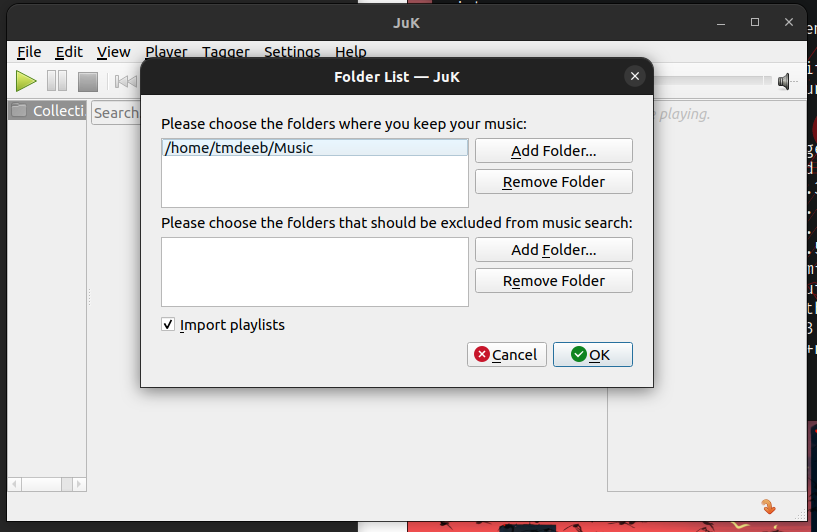 JuK
File Edit View Player Tagger Settings Help
Folder List — JuK
Collecti
Search
playing.
Please choose the folders where you keep your music:
/home/tmdeeb/Music
Add Folder...
Remove Folder
Please choose the folders that should be excluded from music search:
Add Folder...
Remove Folder
Import playlists
Cancel
OK